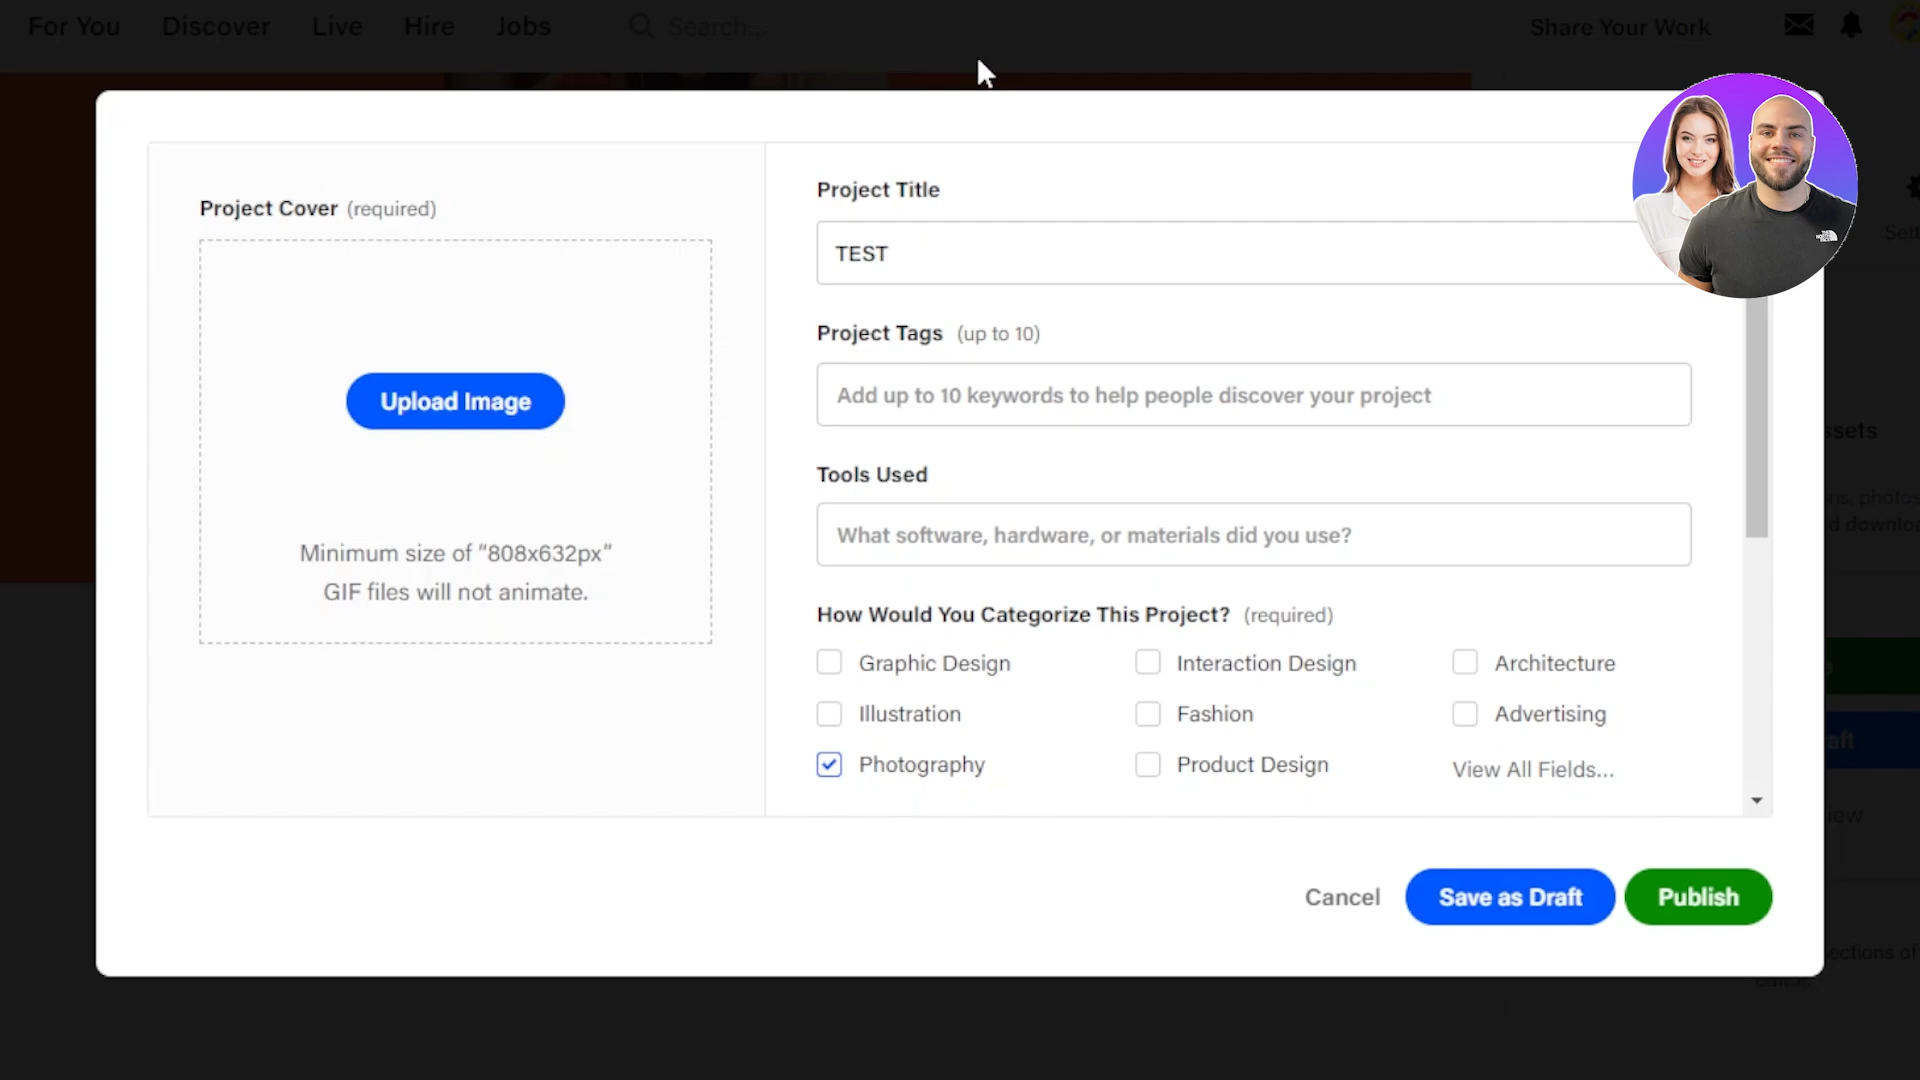 For You Discover Live Hire Jobs Search... Share Your Work
Project Cover (required)
Upload Image
Minimum size of “808x632px”
GIF files will not animate.
Project Title
TEST
Project Tags (up to 10)
Add up to 10 keywords to help people discover your project
Tools Used
What software, hardware, or materials did you use?
How Would You Categorize This Project? (required)
Graphic Design Interaction Design Architecture
Illustration Fashion Advertising
Photography Product Design View All Fields...
Cancel Save as Draft Publish
THE NORTH FACE